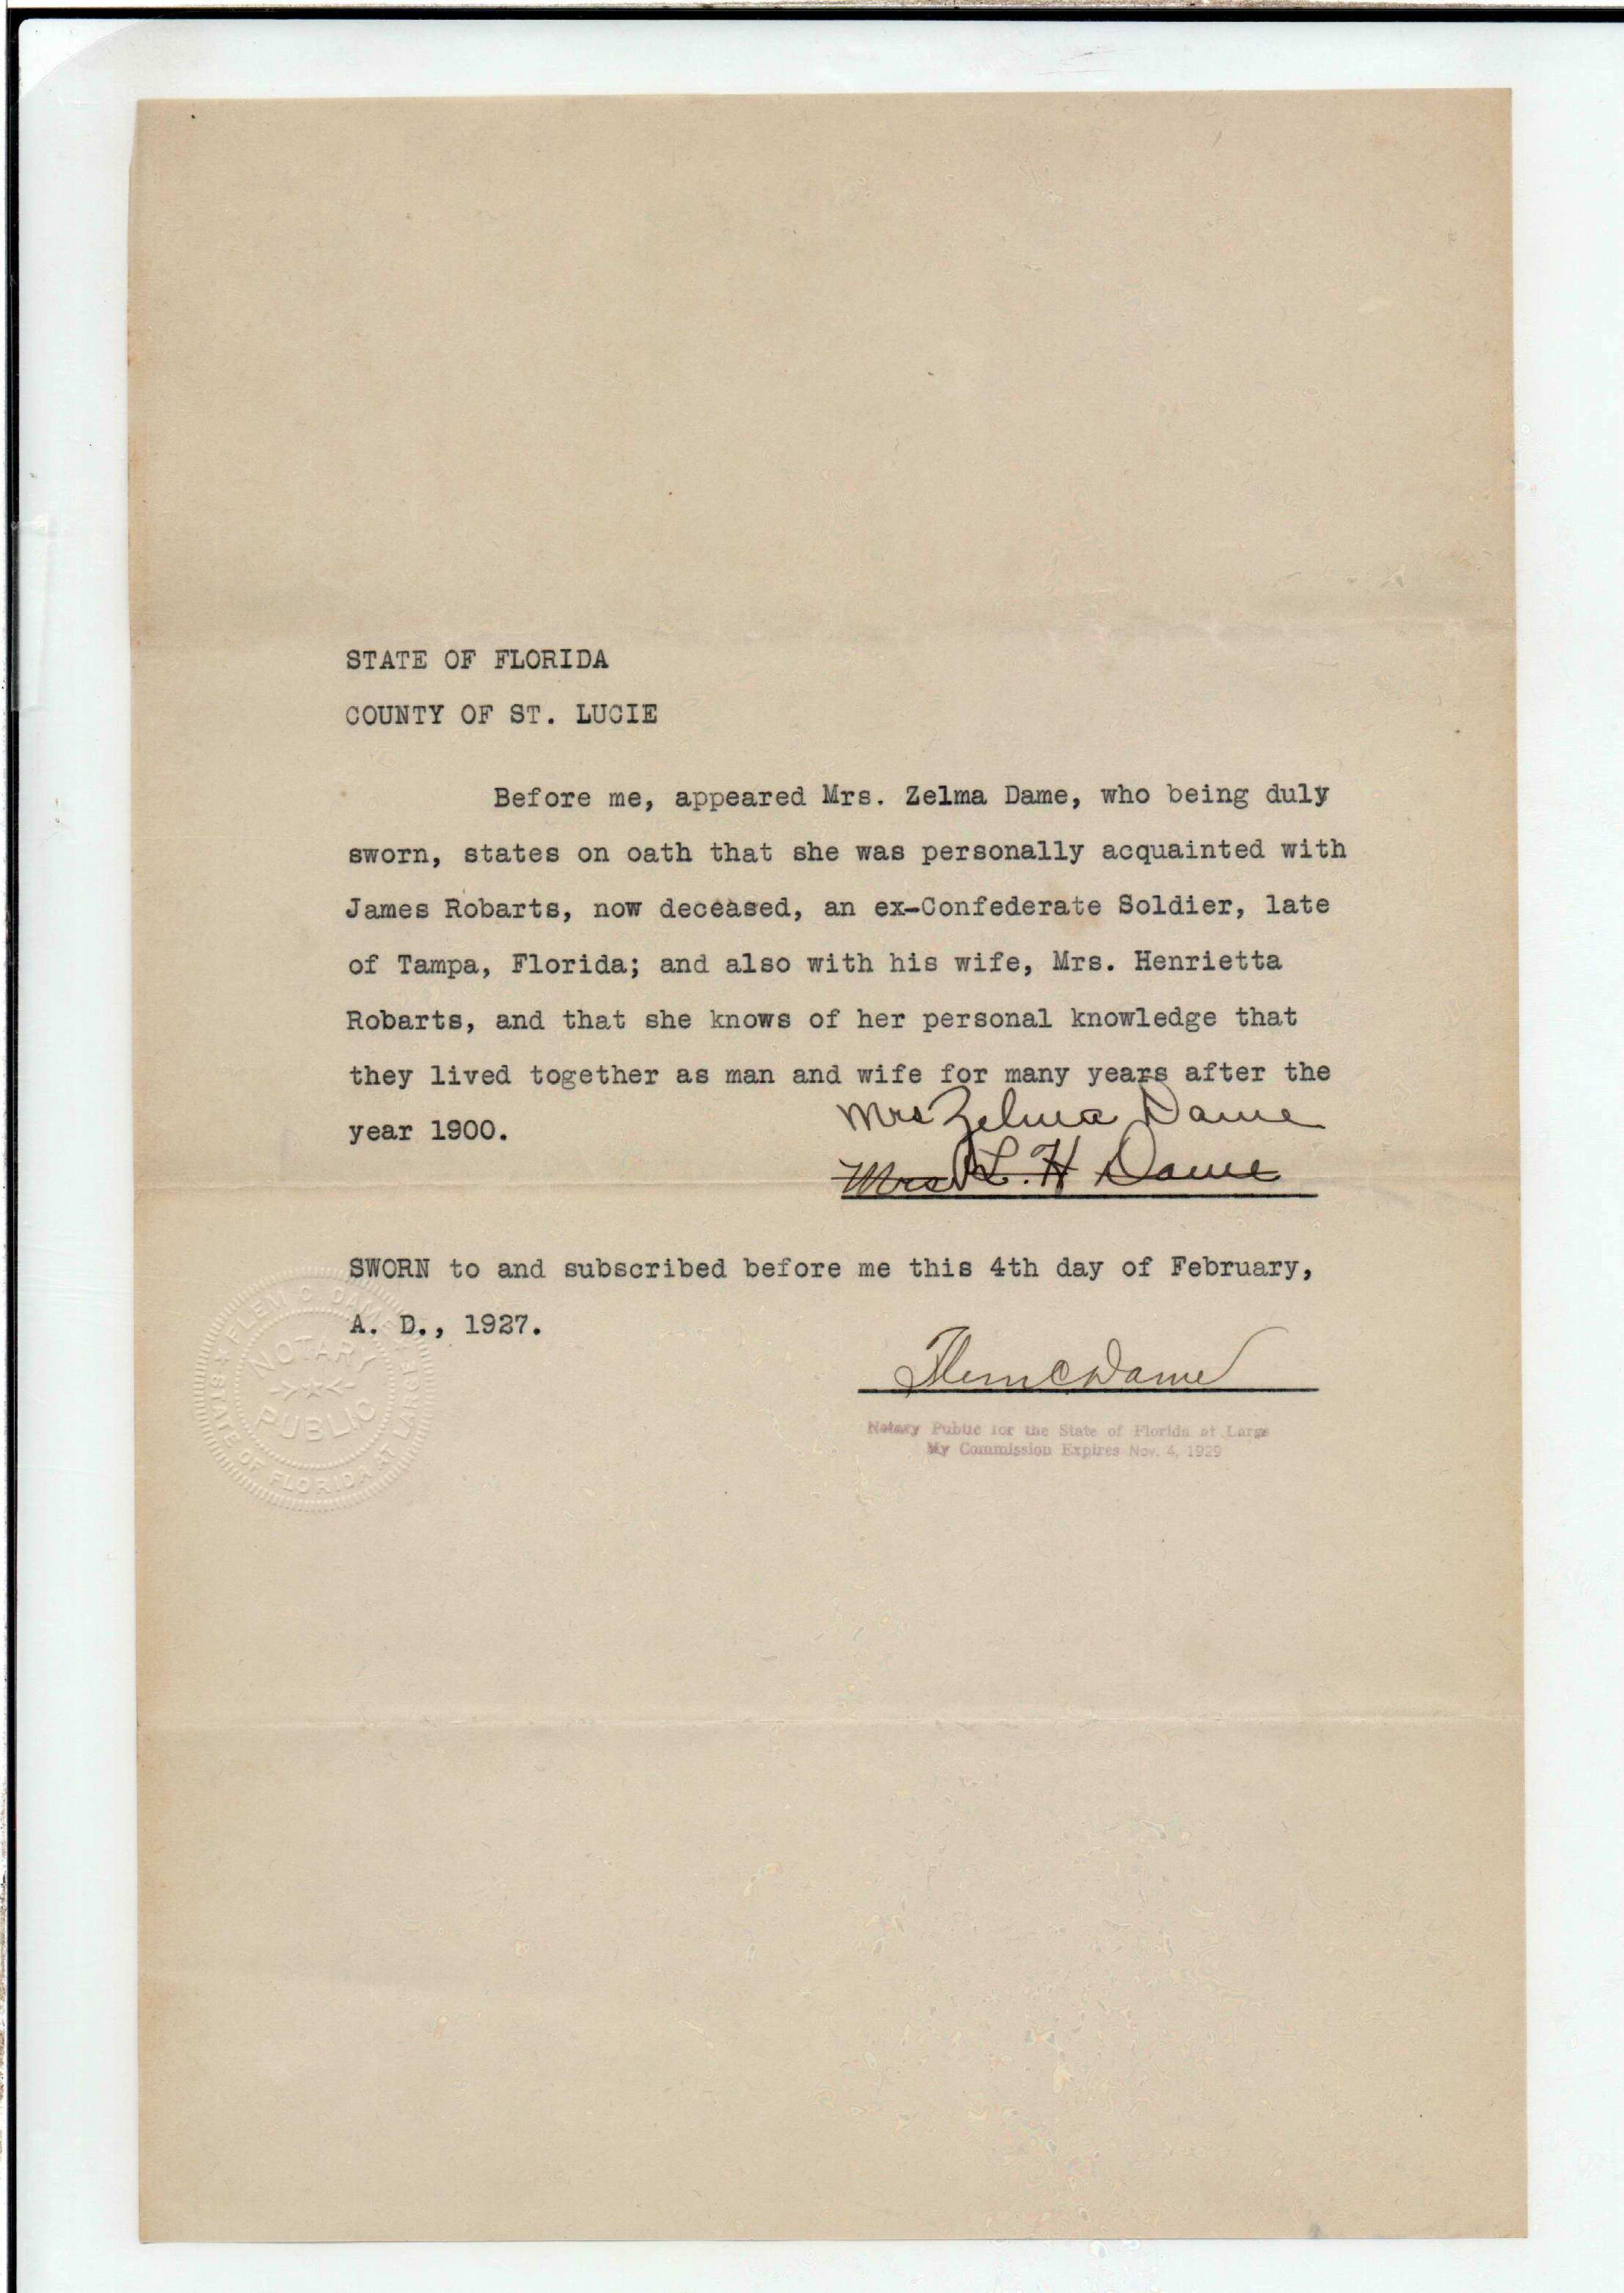 STATE OF FLORIDA
COUNTY OF ST. LUCIE
Before me, appeared Mrs. Zelma Dame, who being duly
sworn, states on oath that she was personally acquainted with
James Robarts, now deceased, an ex-Confederate Soldier, late
of Tampa, Florida; and also with his wife, Mrs. Henrietta
Robarts, and that she knows of her personal knowledge that
they lived together as man and wife for many years after the
year 1900.
Mrs Zelma Dame
Mrs L. H Dame
SWORN to and subscribed before me this 4th day of February,
A. D., 1927.
Flem C Dame
Notary Public for the State of Florida at Large
My Commission Expires Nov. 4, 1929
FLEM C DAME
NOTARY
PUBLIC
STATE OF FLORIDA AT LARGE